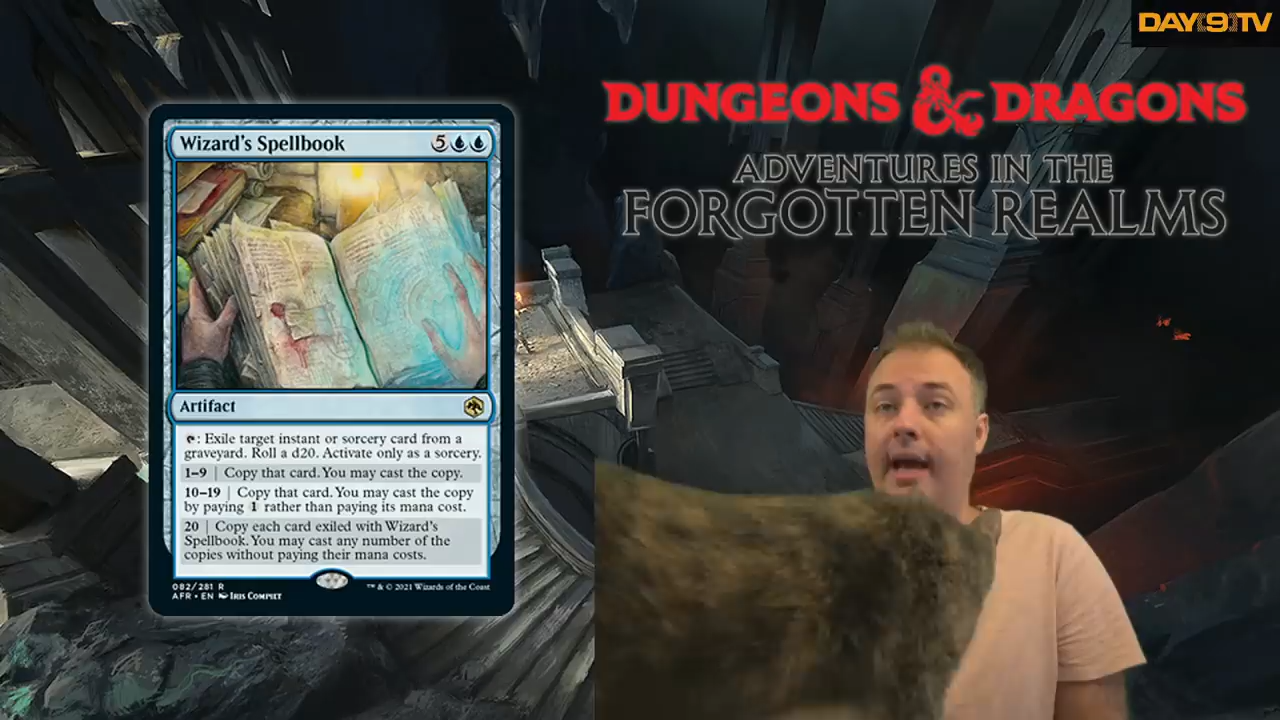 DAY[9]TV
DUNGEONS & DRAGONS
ADVENTURES IN THE
FORGOTTEN REALMS
Wizard's Spellbook 5
Artifact
: Exile target instant or sorcery card from a
graveyard. Roll a d20. Activate only as a sorcery.
1–9 | Copy that card. You may cast the copy.
10–19 | Copy that card. You may cast the copy
by paying 1 rather than paying its mana cost.
20 | Copy each card exiled with Wizard's
Spellbook. You may cast any number of the
copies without paying their mana costs.
082/281 R
AFR • EN IRIS COMPIET
™ & © 2021 Wizards of the Coast